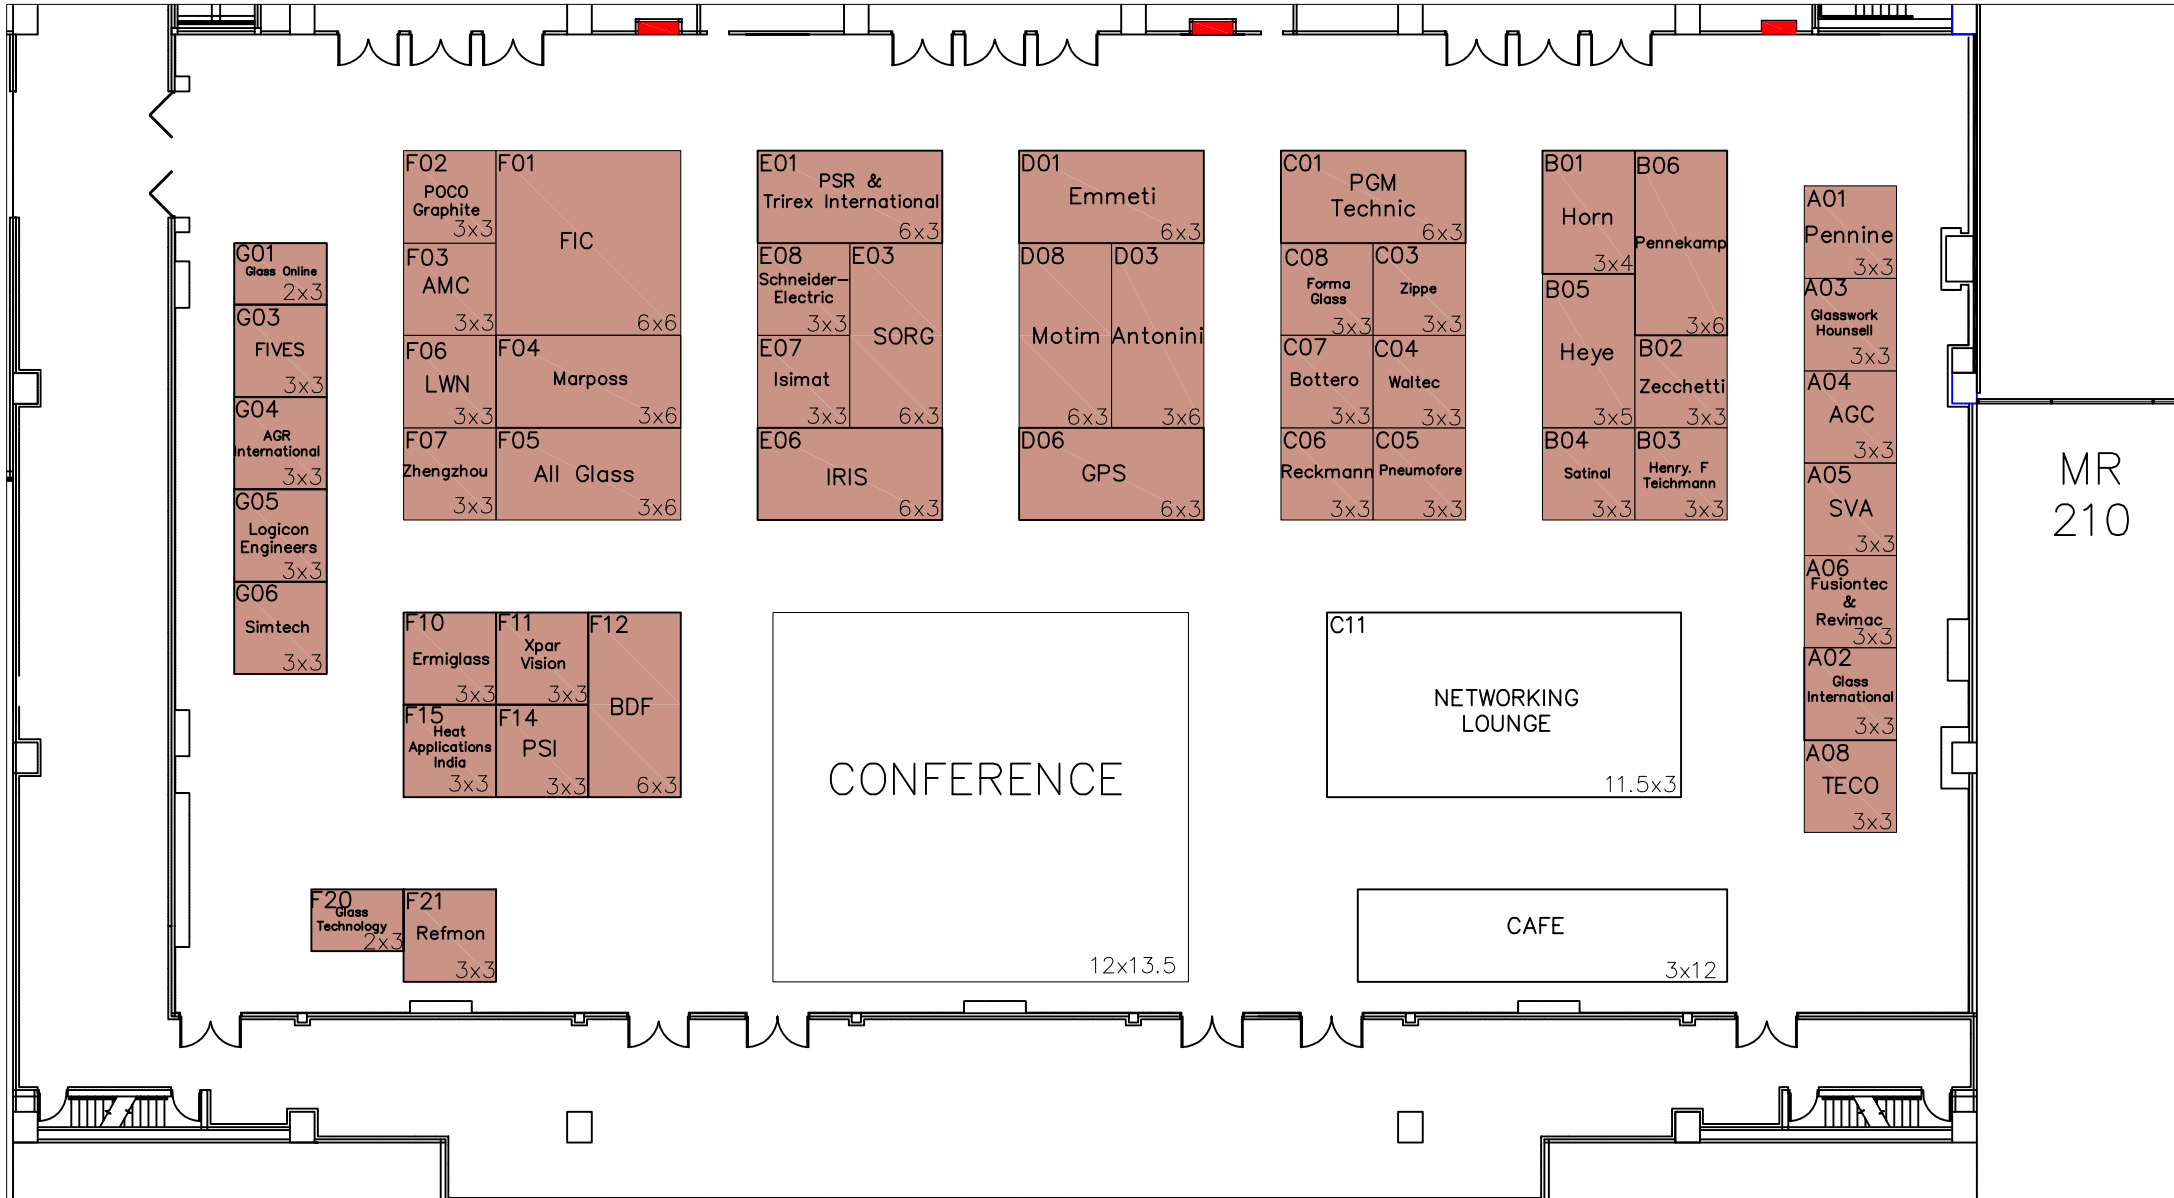 F02
POCO
Graphite
3x3
F01
FIC
6x6
E01
PSR &
Trirex International
6x3
D01
Emmeti
6x3
C01
PGM
Technic
6x3
B01
Horn
3x4
B06
Pennekamp
3x6
A01
Pennine
3x3
G01
Glass Online
2x3
F03
AMC
3x3
E08
Schneider-
Electric
3x3
E03
SORG
6x3
D08
Motim
6x3
D03
Antonini
3x6
C08
Forma
Glass
3x3
C03
Zippe
3x3
B05
Heye
3x5
A03
Glasswork
Hounsell
3x3
G03
FIVES
3x3
F06
LWN
3x3
F04
Marposs
3x6
E07
Isimat
3x3
C07
Bottero
3x3
C04
Waltec
3x3
B02
Zecchetti
3x3
A04
AGC
3x3
G04
AGR
International
3x3
F07
Zhengzhou
3x3
F05
All Glass
3x6
E06
IRIS
6x3
D06
GPS
6x3
C06
Reckmann
3x3
C05
Pneumofore
3x3
B04
Satinal
3x3
B03
Henry. F
Teichmann
3x3
A05
SVA
3x3
MR
210
G05
Logicon
Engineers
3x3
A06
Fusiontec
&
Revimac
3x3
G06
Simtech
3x3
F10
Ermiglass
3x3
F11
Xpar
Vision
3x3
F12
BDF
6x3
C11
NETWORKING
LOUNGE
11.5x3
A02
Glass
International
3x3
F15
Heat
Applications
India
3x3
F14
PSI
3x3
CONFERENCE
12x13.5
A08
TECO
3x3
F20
Glass
Technology
2x3
F21
Refmon
3x3
CAFE
3x12